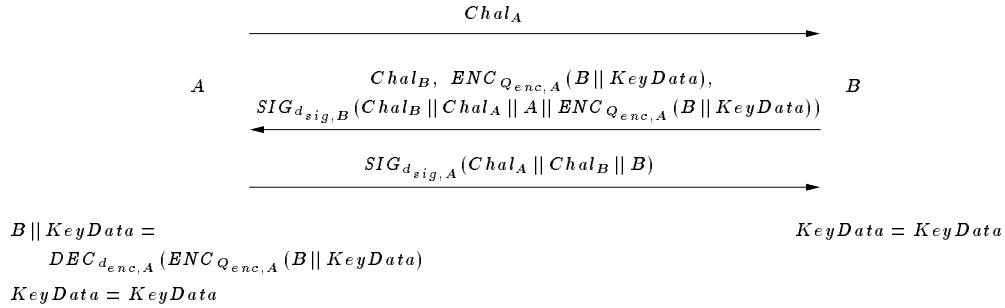 Chal_A
A
Chal_B, ENC_{Q_{enc,A}}(B || KeyData),
B
SIG_{d_{sig,B}}(Chal_B || Chal_A || A || ENC_{Q_{enc,A}}(B || KeyData))
SIG_{d_{sig,A}}(Chal_A || Chal_B || B)
B || KeyData =
KeyData = KeyData
DEC_{d_{enc,A}}(ENC_{Q_{enc,A}}(B || KeyData)
KeyData = KeyData